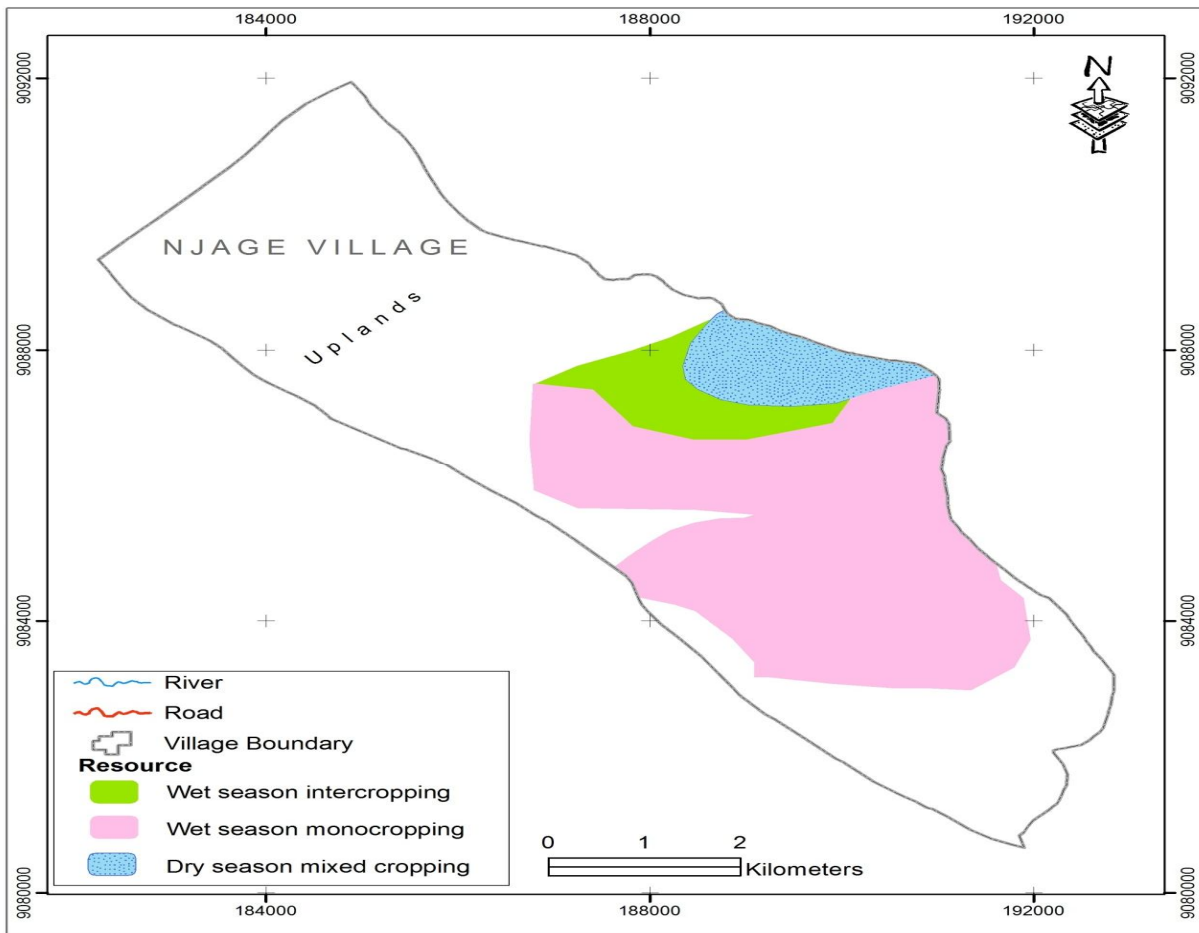 184000 188000 192000
N
9092000 9092000
NJAGE VILLAGE
Uplands
9088000 9088000
9084000 9084000
River
Road
Village Boundary
Resource
Wet season intercropping
Wet season monocropping
Dry season mixed cropping
0 1 2
Kilometers
9080000 9080000
184000 188000 192000